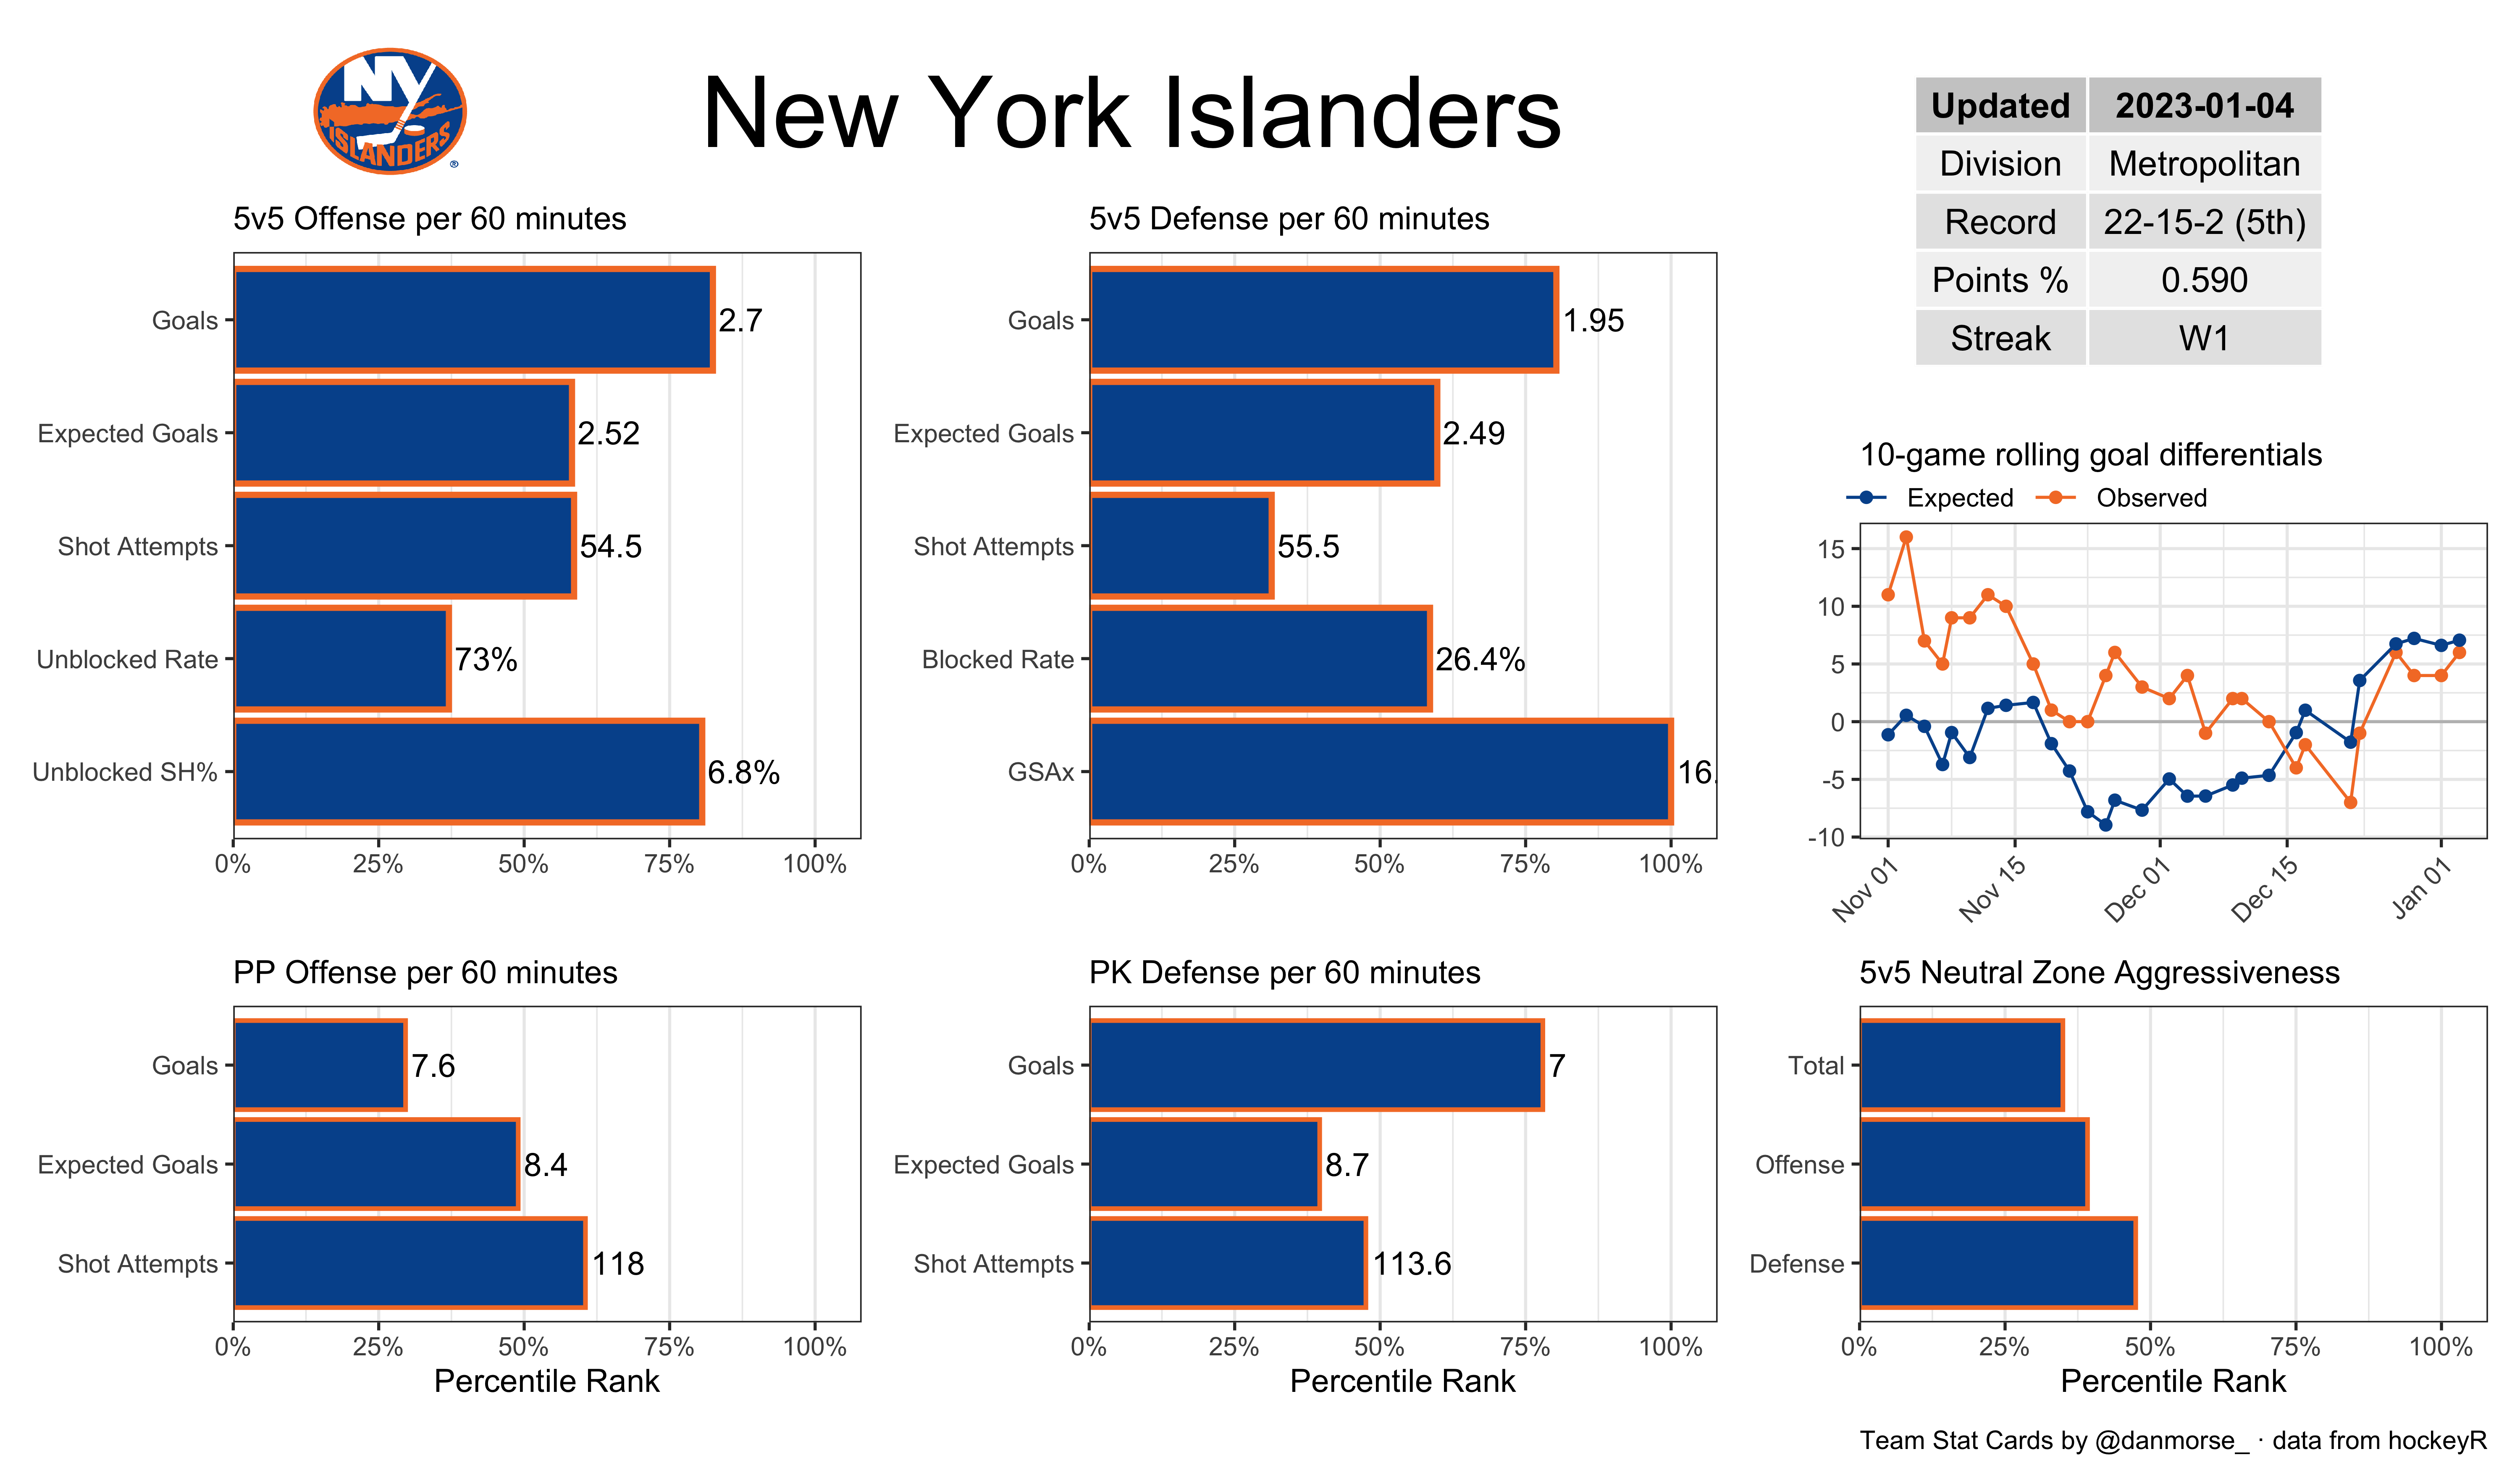 NY
ISLANDERS
®
New York Islanders
Updated 2023-01-04
Division Metropolitan
Record 22-15-2 (5th)
Points % 0.590
Streak W1
5v5 Offense per 60 minutes
Goals 2.7
Expected Goals 2.52
Shot Attempts 54.5
Unblocked Rate 73%
Unblocked SH% 6.8%
0% 25% 50% 75% 100%
5v5 Defense per 60 minutes
Goals 1.95
Expected Goals 2.49
Shot Attempts 55.5
Blocked Rate 26.4%
GSAx 16.
0% 25% 50% 75% 100%
10-game rolling goal differentials
Expected Observed
15
10
5
0
-5
-10
Nov 01 Nov 15 Dec 01 Dec 15 Jan 01
PP Offense per 60 minutes
Goals 7.6
Expected Goals 8.4
Shot Attempts 118
0% 25% 50% 75% 100%
Percentile Rank
PK Defense per 60 minutes
Goals 7
Expected Goals 8.7
Shot Attempts 113.6
0% 25% 50% 75% 100%
Percentile Rank
5v5 Neutral Zone Aggressiveness
Total
Offense
Defense
0% 25% 50% 75% 100%
Percentile Rank
Team Stat Cards by @danmorse_ · data from hockeyR